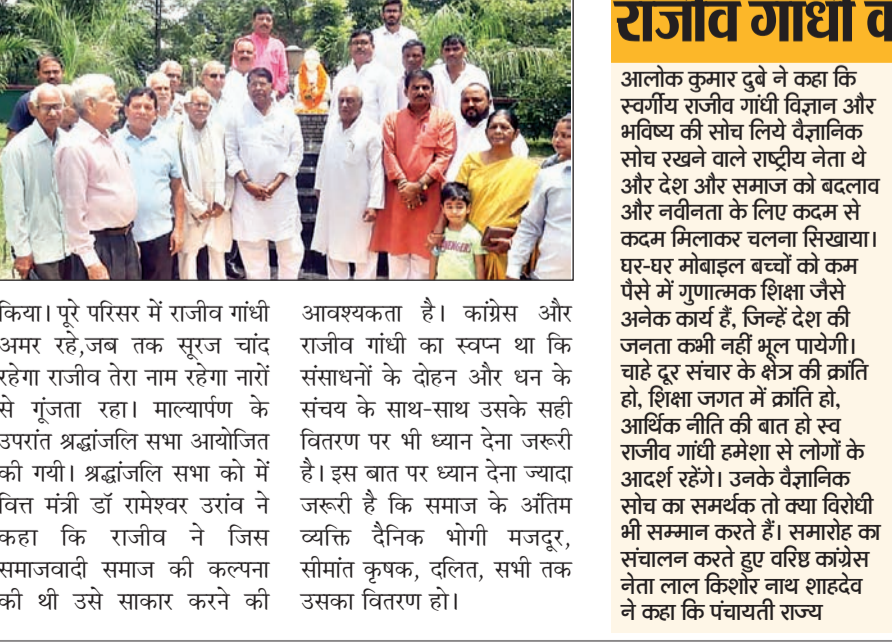 किया। पूरे परिसर में राजीव गांधी
अमर रहे,जब तक सूरज चांद
रहेगा राजीव तेरा नाम रहेगा नारों
से गूंजता रहा। माल्यार्पण के
उपरांत श्रद्धांजलि सभा आयोजित
की गयी। श्रद्धांजलि सभा को में
वित्त मंत्री डॉ रामेश्वर उरांव ने
कहा कि राजीव ने जिस
समाजवादी समाज की कल्पना
की थी उसे साकार करने की
आवश्यकता है। कांग्रेस और
राजीव गांधी का स्वप्न था कि
संसाधनों के दोहन और धन के
संचय के साथ-साथ उसके सही
वितरण पर भी ध्यान देना जरूरी
है। इस बात पर ध्यान देना ज्यादा
जरूरी है कि समाज के अंतिम
व्यक्ति दैनिक भोगी मजदूर,
सीमांत कृषक, दलित, सभी तक
उसका वितरण हो।
राजीव गांधी
आलोक कुमार दुबे ने कहा कि
स्वर्गीय राजीव गांधी विज्ञान और
भविष्य की सोच लिये वैज्ञानिक
सोच रखने वाले राष्ट्रीय नेता थे
और देश और समाज को बदलाव
और नवीनता के लिए कदम से
कदम मिलाकर चलना सिखाया।
घर-घर मोबाइल बच्चों को कम
पैसे में गुणात्मक शिक्षा जैसे
अनेक कार्य हैं, जिन्हें देश की
जनता कभी नहीं भूल पायेगी।
चाहे दूर संचार के क्षेत्र की क्रांति
हो, शिक्षा जगत में क्रांति हो,
आर्थिक नीति की बात हो स्व
राजीव गांधी हमेशा से लोगों के
आदर्श रहेंगे। उनके वैज्ञानिक
सोच का समर्थक तो क्या विरोधी
भी सम्मान करते हैं। समारोह का
संचालन करते हुए वरिष्ठ कांग्रेस
नेता लाल किशोर नाथ शाहदेव
ने कहा कि पंचायती राज्य